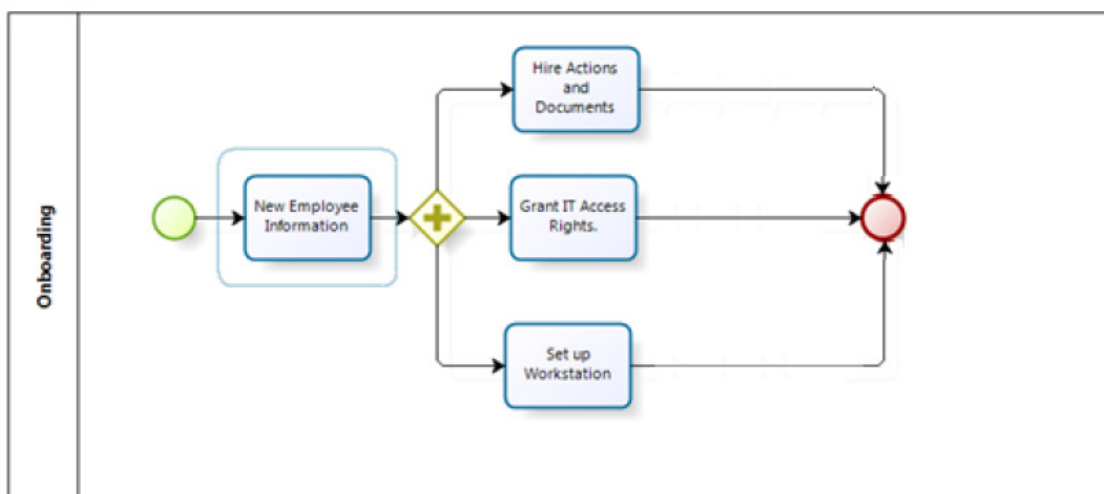 Onboarding
New Employee
Information
Hire Actions
and
Documents
Grant IT Access
Rights.
Set up
Workstation